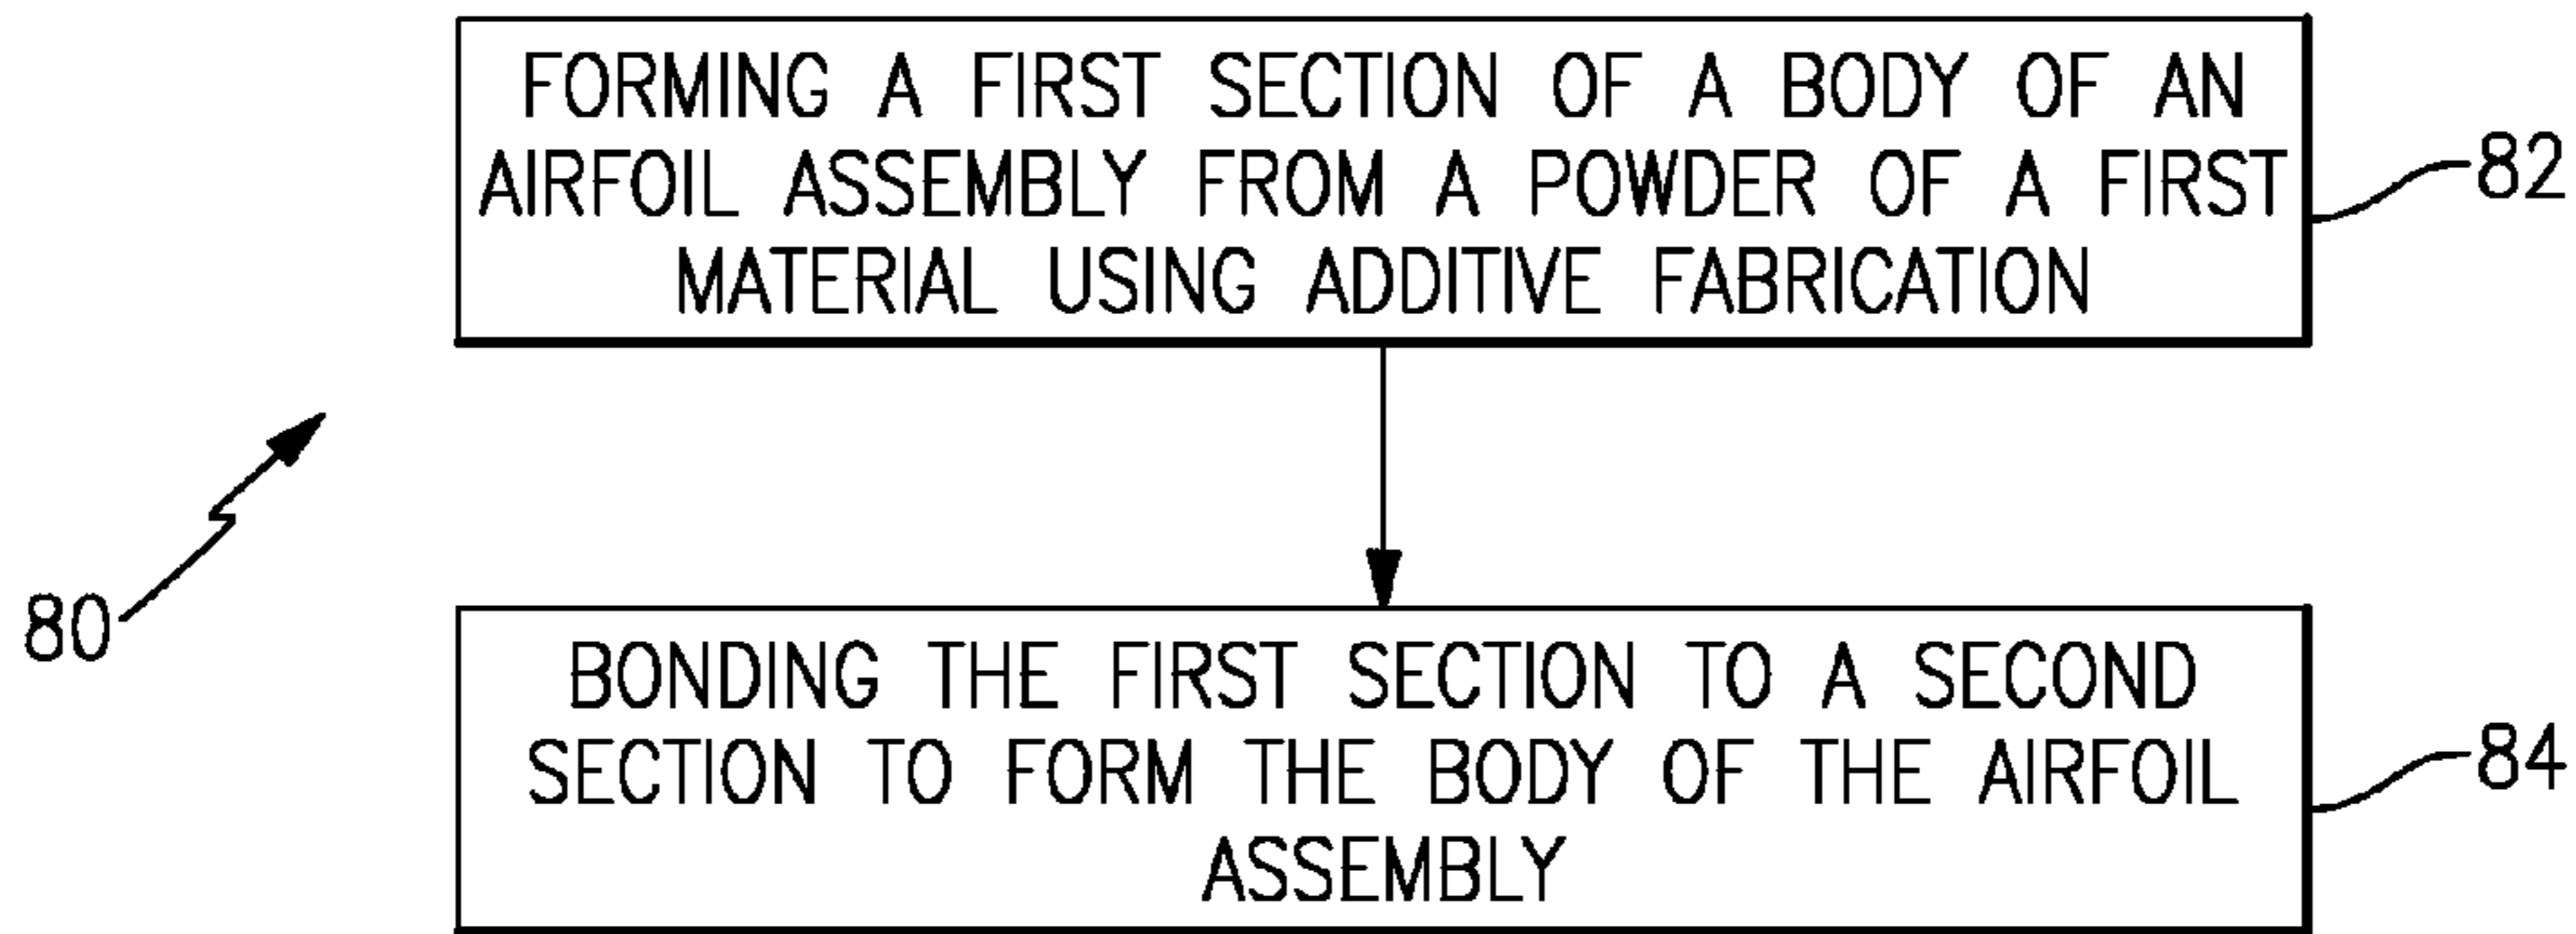 FORMING A FIRST SECTION OF A BODY OF AN
AIRFOIL ASSEMBLY FROM A POWDER OF A FIRST
MATERIAL USING ADDITIVE FABRICATION
82
80
BONDING THE FIRST SECTION TO A SECOND
SECTION TO FORM THE BODY OF THE AIRFOIL
ASSEMBLY
84